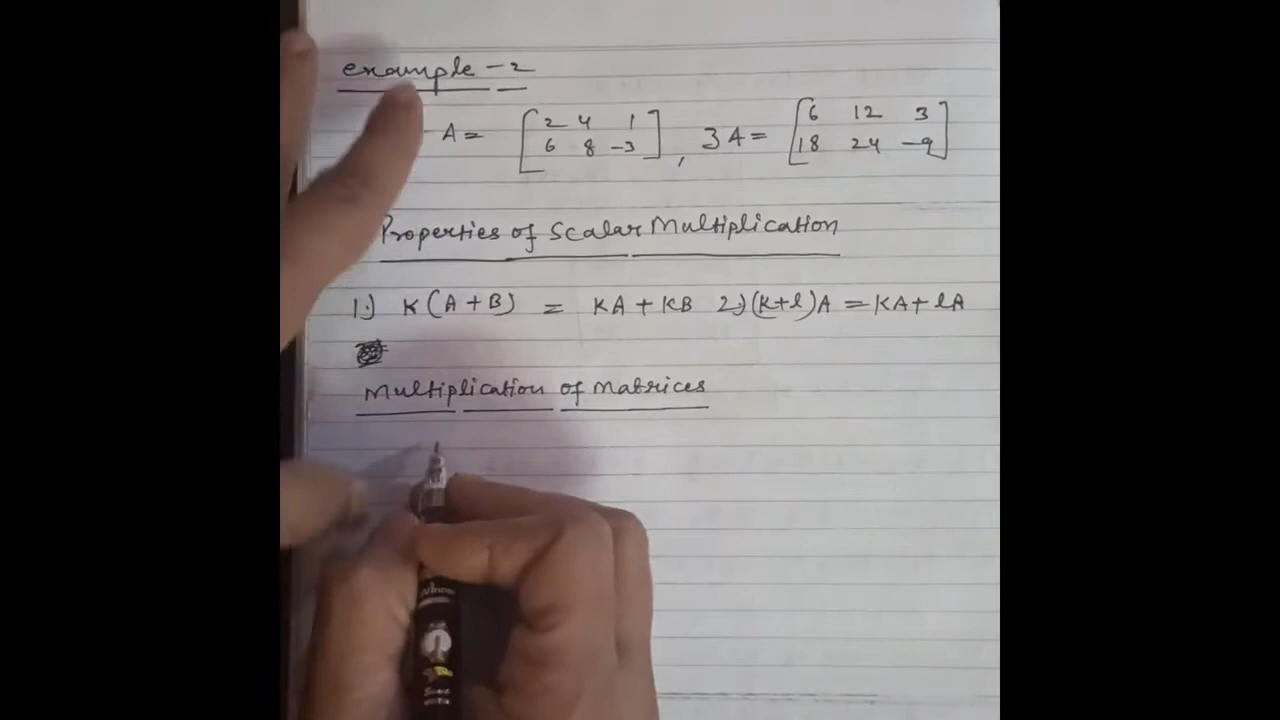 example - 2
A = [ 2 4 1 ] , 3A = [ 6 12 3 ]
[ 6 8 -3 ] [ 18 24 -9 ]
Properties of Scalar Multiplication
1.) K(A+B) = KA+KB 2.) (K+l)A = KA+lA
Multiplication of Matrices